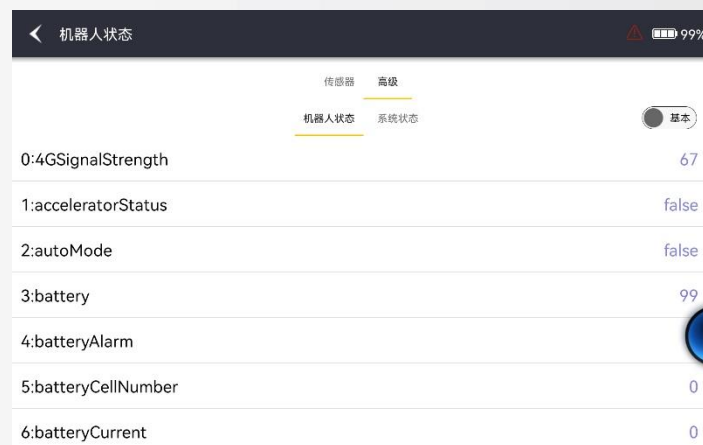 机器人状态 99%
传感器 高级
机器人状态 系统状态 基本
0:4GSignalStrength 67
1:acceleratorStatus false
2:autoMode false
3:battery 99
4:batteryAlarm
5:batteryCellNumber 0
6:batteryCurrent 0